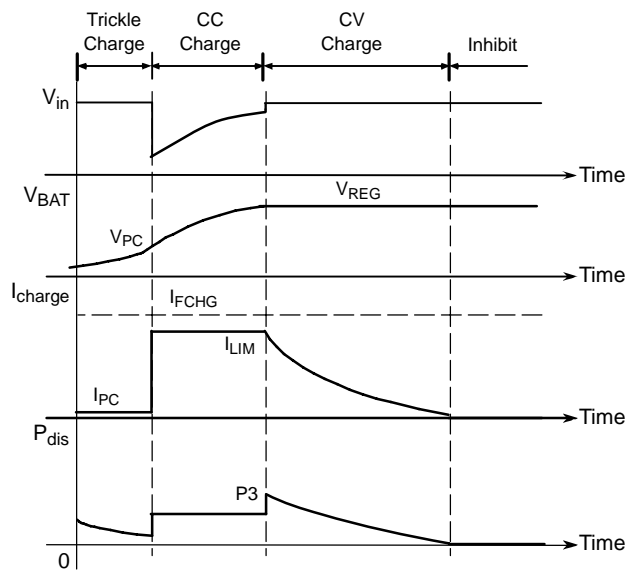 Trickle
Charge
CC
Charge
CV
Charge
Inhibit
V_in
Time
V_BAT
V_REG
V_PC
Time
I_charge
I_FCHG
I_LIM
I_PC
Time
P_dis
P3
Time
0